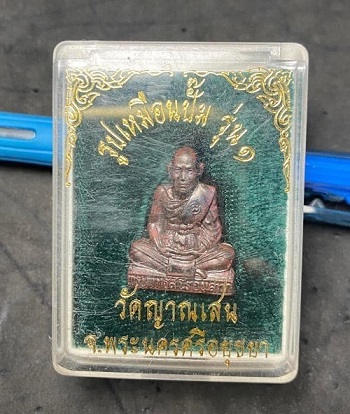 รูปเหมือนปั๊ม รุ่น ๑
วัดญาณเสน
จ.พระนครศรีอยุธยา